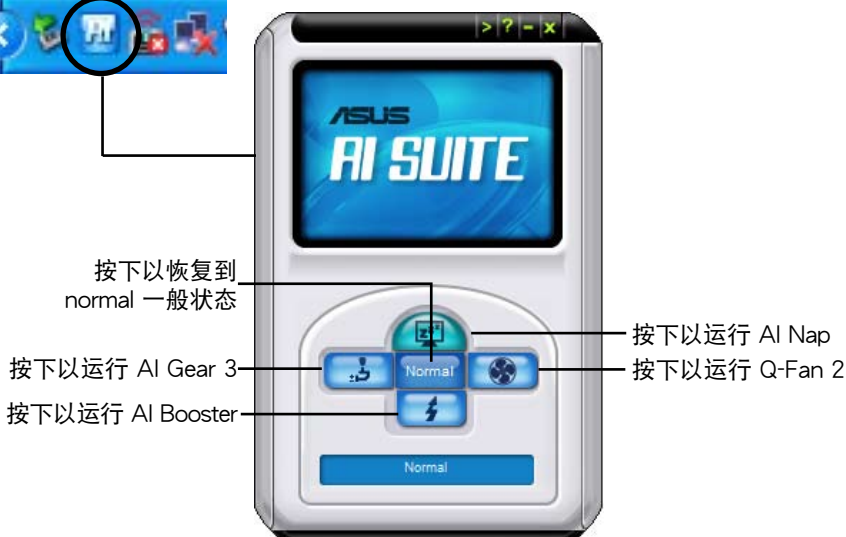 Ai
> ? - x
ASUS
AI SUITE
按下以恢复到
normal 一般状态
zzz
按下以运行 AI Nap
按下以运行 AI Gear 3
Normal
按下以运行 Q-Fan 2
按下以运行 AI Booster
Normal